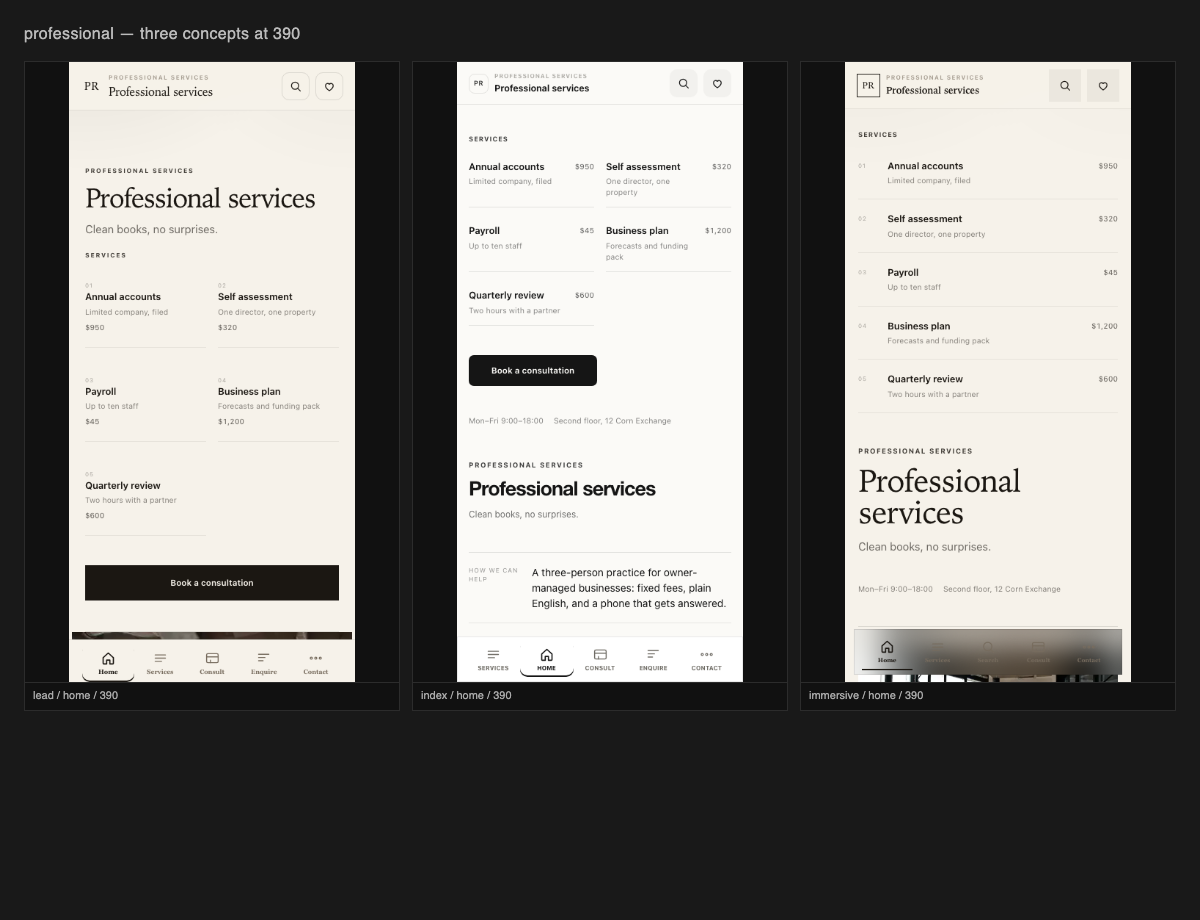 professional — three concepts at 390
PR
PROFESSIONAL SERVICES
Professional services
PROFESSIONAL SERVICES
Professional services
Clean books, no surprises.
SERVICES
01
Annual accounts
Limited company, filed
$950
02
Self assessment
One director, one property
$320
03
Payroll
Up to ten staff
$45
04
Business plan
Forecasts and funding pack
$1,200
05
Quarterly review
Two hours with a partner
$600
Book a consultation
Home
Services
Consult
Enquire
Contact
lead / home / 390
PR
PROFESSIONAL SERVICES
Professional services
SERVICES
Annual accounts $950
Limited company, filed
Self assessment $320
One director, one
property
Payroll $45
Up to ten staff
Business plan $1,200
Forecasts and funding
pack
Quarterly review $600
Two hours with a partner
Book a consultation
Mon–Fri 9:00–18:00 Second floor, 12 Corn Exchange
PROFESSIONAL SERVICES
Professional services
Clean books, no surprises.
HOW WE CAN
HELP
A three-person practice for owner-
managed businesses: fixed fees, plain
English, and a phone that gets answered.
SERVICES
HOME
CONSULT
ENQUIRE
CONTACT
index / home / 390
PR
PROFESSIONAL SERVICES
Professional services
SERVICES
01 Annual accounts $950
Limited company, filed
02 Self assessment $320
One director, one property
03 Payroll $45
Up to ten staff
04 Business plan $1,200
Forecasts and funding pack
05 Quarterly review $600
Two hours with a partner
PROFESSIONAL SERVICES
Professional
services
Clean books, no surprises.
Mon–Fri 9:00–18:00 Second floor, 12 Corn Exchange
Home
Consult
Contact
immersive / home / 390